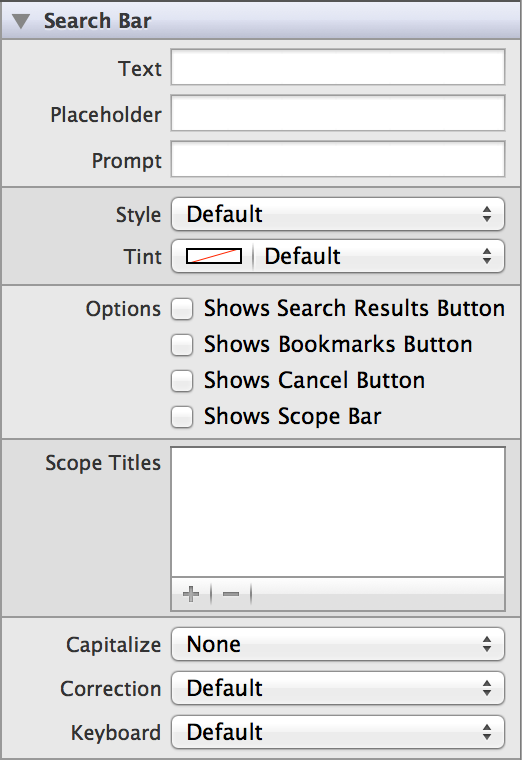 Search Bar
Text
Placeholder
Prompt
Style Default
Tint Default
Options Shows Search Results Button
Shows Bookmarks Button
Shows Cancel Button
Shows Scope Bar
Scope Titles
Capitalize None
Correction Default
Keyboard Default